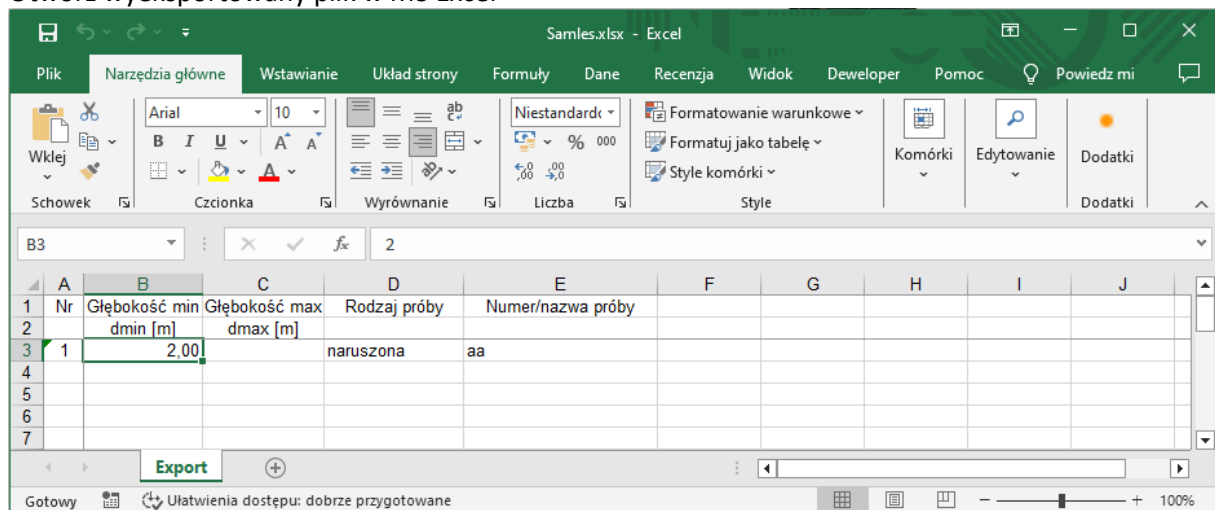 Samles.xlsx - Excel
Plik Narzędzia główne Wstawianie Układ strony Formuły Dane Recenzja Widok Deweloper Pomoc Powiedz mi
Wklej
Arial 10
B I U A A A
ab
Niestandard
% 000
Formatowanie warunkowe
Formatuj jako tabelę
Style komórki
Komórki
Edytowanie
Dodatki
Schowek Czcionka Wyrównanie Liczba Style Dodatki
B3 fx 2
A B C D E F G H I J
1 Nr Głębokość min Głębokość max Rodzaj próby Numer/nazwa próby
2 dmin [m] dmax [m]
3 1 2,00 naruszona aa
4
5
6
7
Export
Gotowy Ułatwienia dostępu: dobrze przygotowane 100%